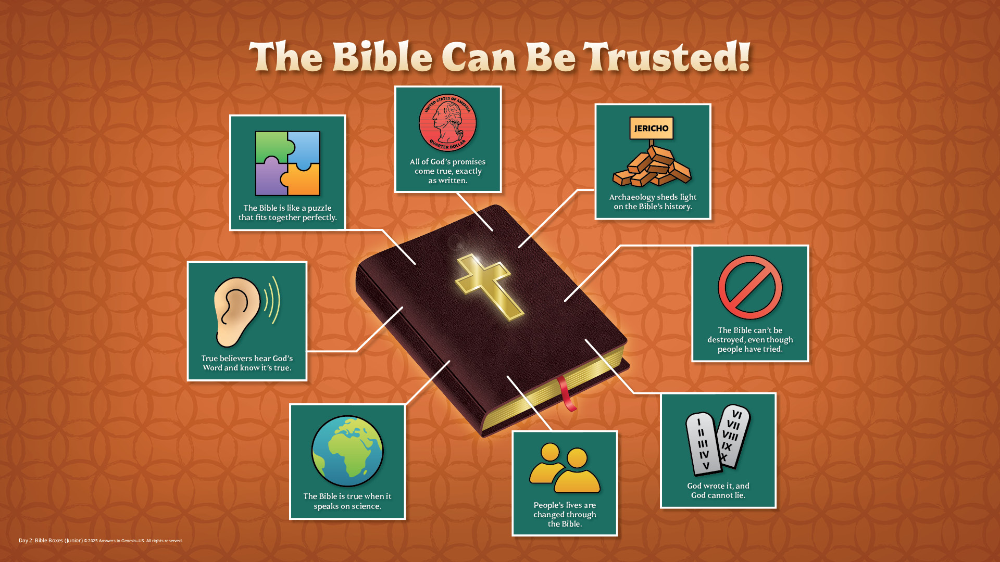 The Bible Can Be Trusted!
UNITED STATES OF AMERICA
QUARTER DOLLAR
All of God's promises
come true, exactly
as written.
JERICHO
Archaeology sheds light
on the Bible's history.
The Bible is like a puzzle
that fits together perfectly.
The Bible can't be
destroyed, even though
people have tried.
True believers hear God's
Word and know it's true.
I
II
III
IV
V
VI
VII
VIII
IX
X
God wrote it, and
God cannot lie.
The Bible is true when it
speaks on science.
People's lives are
changed through
the Bible.
Day 2: Bible Boxes (Junior) ©2025 Answers in Genesis–US. All rights reserved.